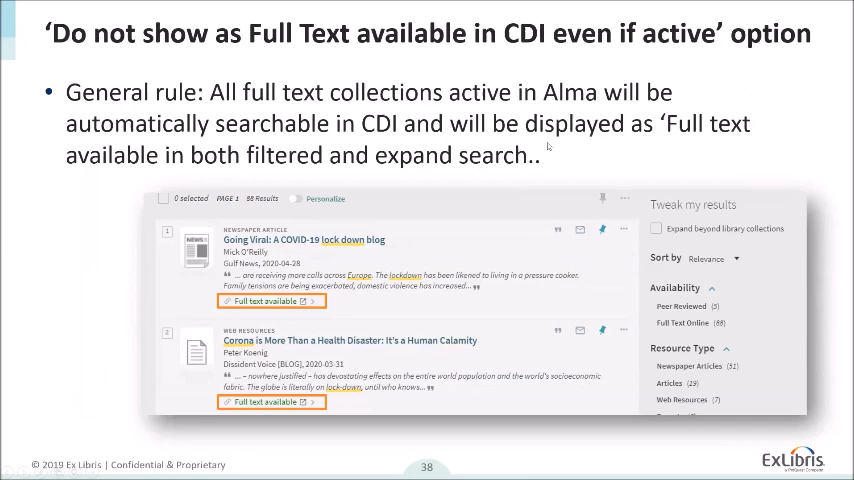 ‘Do not show as Full Text available in CDI even if active’ option
• General rule: All full text collections active in Alma will be
automatically searchable in CDI and will be displayed as ‘Full text
available in both filtered and expand search..
0 selected PAGE 1 88 Results Personalize
Tweak my results
Expand beyond library collections
Sort by Relevance
Availability
Peer Reviewed (5)
Full Text Online (88)
Resource Type
Newspaper Articles (51)
Articles (19)
Web Resources (7)
1
NEWS
NEWSPAPER ARTICLE
Going Viral: A COVID-19 lock down blog
Mick O'Reilly
Gulf News, 2020-04-28
“ ... are receiving more calls across Europe. The lockdown has been likened to living in a pressure cooker.
Family tensions are being exacerbated, domestic violence has increased... ”
Full text available
2
WEB RESOURCES
Corona is More Than a Health Disaster: It's a Human Calamity
Peter Koenig
Dissident Voice [BLOG], 2020-03-31
“ ... – nowhere justified – has devastating effects on the entire world population and the world's socioeconomic
fabric. The globe is literally on lock-down, until who knows... ”
Full text available
© 2019 Ex Libris | Confidential & Proprietary
38
ExLibris
a ProQuest Company